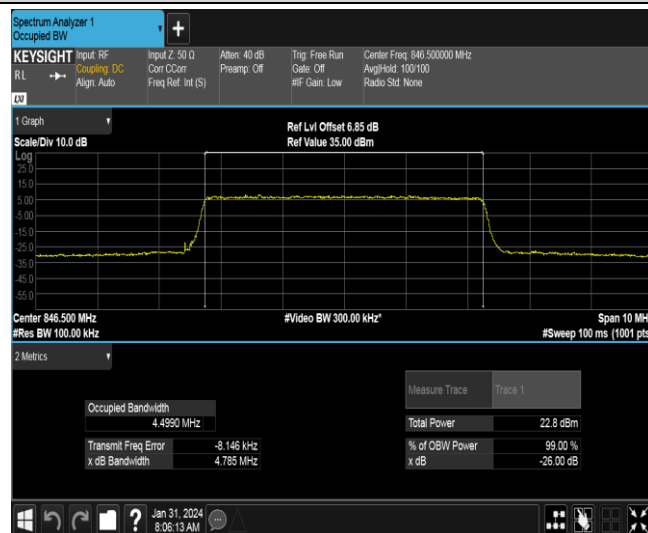 Spectrum Analyzer 1
Occupied BW
+
KEYSIGHT Input: RF Input Z: 50 Ω Atten: 40 dB Trig: Free Run Center Freq: 846.500000 MHz
RL Coupling: DC Corr CCorr Preamp: Off Gate: Off Avg|Hold: 100/100
Align: Auto Freq Ref: Int (S) #IF Gain: Low Radio Std: None
LXI
1 Graph
Ref Lvl Offset 6.85 dB
Scale/Div 10.0 dB Ref Value 35.00 dBm
Log
25.0
15.0
5.00
-5.00
-15.0
-25.0
-35.0
-45.0
-55.0
Center 846.500 MHz #Video BW 300.00 kHz* Span 10 MH
#Res BW 100.00 kHz #Sweep 100 ms (1001 pts
2 Metrics
Measure Trace Trace 1
Occupied Bandwidth
4.4990 MHz Total Power 22.8 dBm
Transmit Freq Error -8.146 kHz % of OBW Power 99.00 %
x dB Bandwidth 4.785 MHz x dB -26.00 dB
? Jan 31, 2024
8:06:13 AM